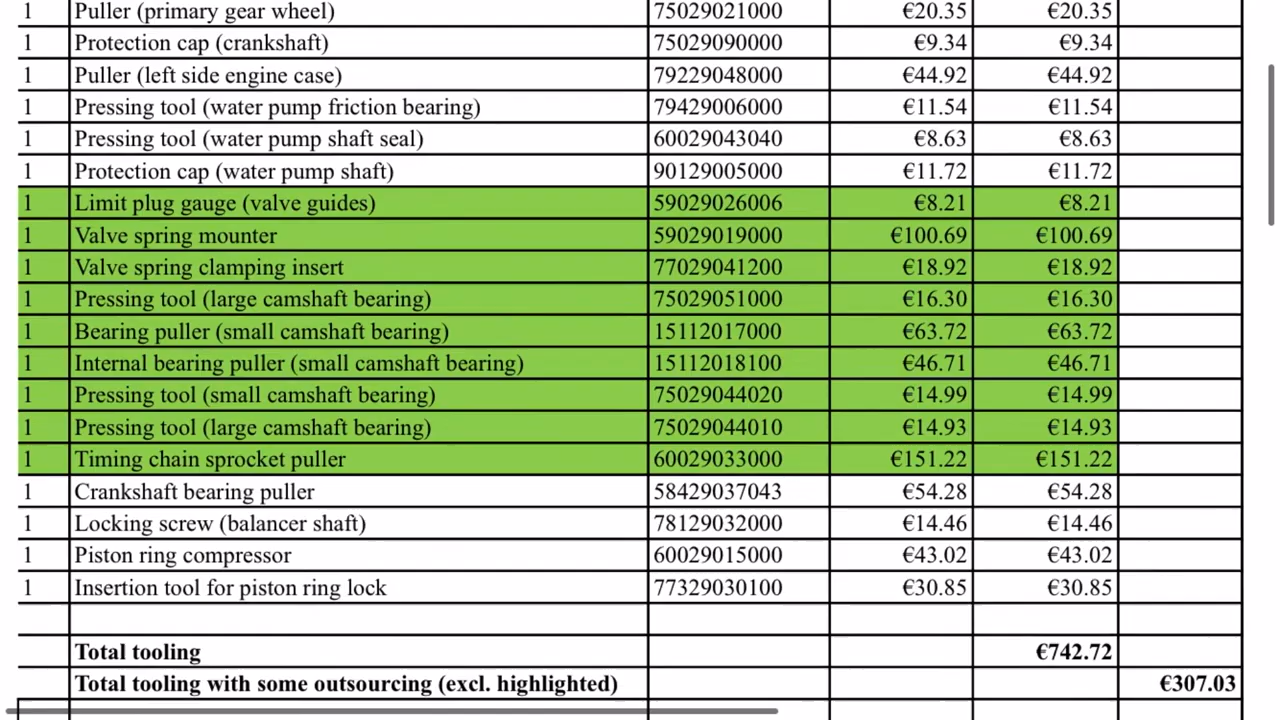 1 Puller (primary gear wheel) 75029021000 €20.35 €20.35
1 Protection cap (crankshaft) 75029090000 €9.34 €9.34
1 Puller (left side engine case) 79229048000 €44.92 €44.92
1 Pressing tool (water pump friction bearing) 79429006000 €11.54 €11.54
1 Pressing tool (water pump shaft seal) 60029043040 €8.63 €8.63
1 Protection cap (water pump shaft) 90129005000 €11.72 €11.72
1 Limit plug gauge (valve guides) 59029026006 €8.21 €8.21
1 Valve spring mounter 59029019000 €100.69 €100.69
1 Valve spring clamping insert 77029041200 €18.92 €18.92
1 Pressing tool (large camshaft bearing) 75029051000 €16.30 €16.30
1 Bearing puller (small camshaft bearing) 15112017000 €63.72 €63.72
1 Internal bearing puller (small camshaft bearing) 15112018100 €46.71 €46.71
1 Pressing tool (small camshaft bearing) 75029044020 €14.99 €14.99
1 Pressing tool (large camshaft bearing) 75029044010 €14.93 €14.93
1 Timing chain sprocket puller 60029033000 €151.22 €151.22
1 Crankshaft bearing puller 58429037043 €54.28 €54.28
1 Locking screw (balancer shaft) 78129032000 €14.46 €14.46
1 Piston ring compressor 60029015000 €43.02 €43.02
1 Insertion tool for piston ring lock 77329030100 €30.85 €30.85
Total tooling €742.72
Total tooling with some outsourcing (excl. highlighted) €307.03